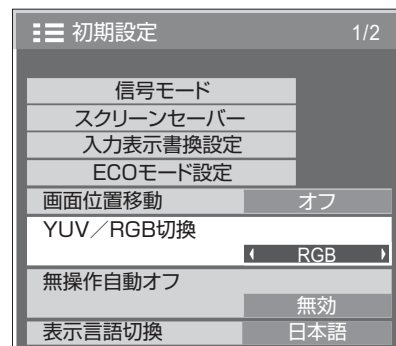 初期設定 1/2
信号モード
スクリーンセーバー
入力表示書換設定
ECOモード設定
画面位置移動 オフ
YUV／RGB切換
RGB
無操作自動オフ
無効
表示言語切換 日本語